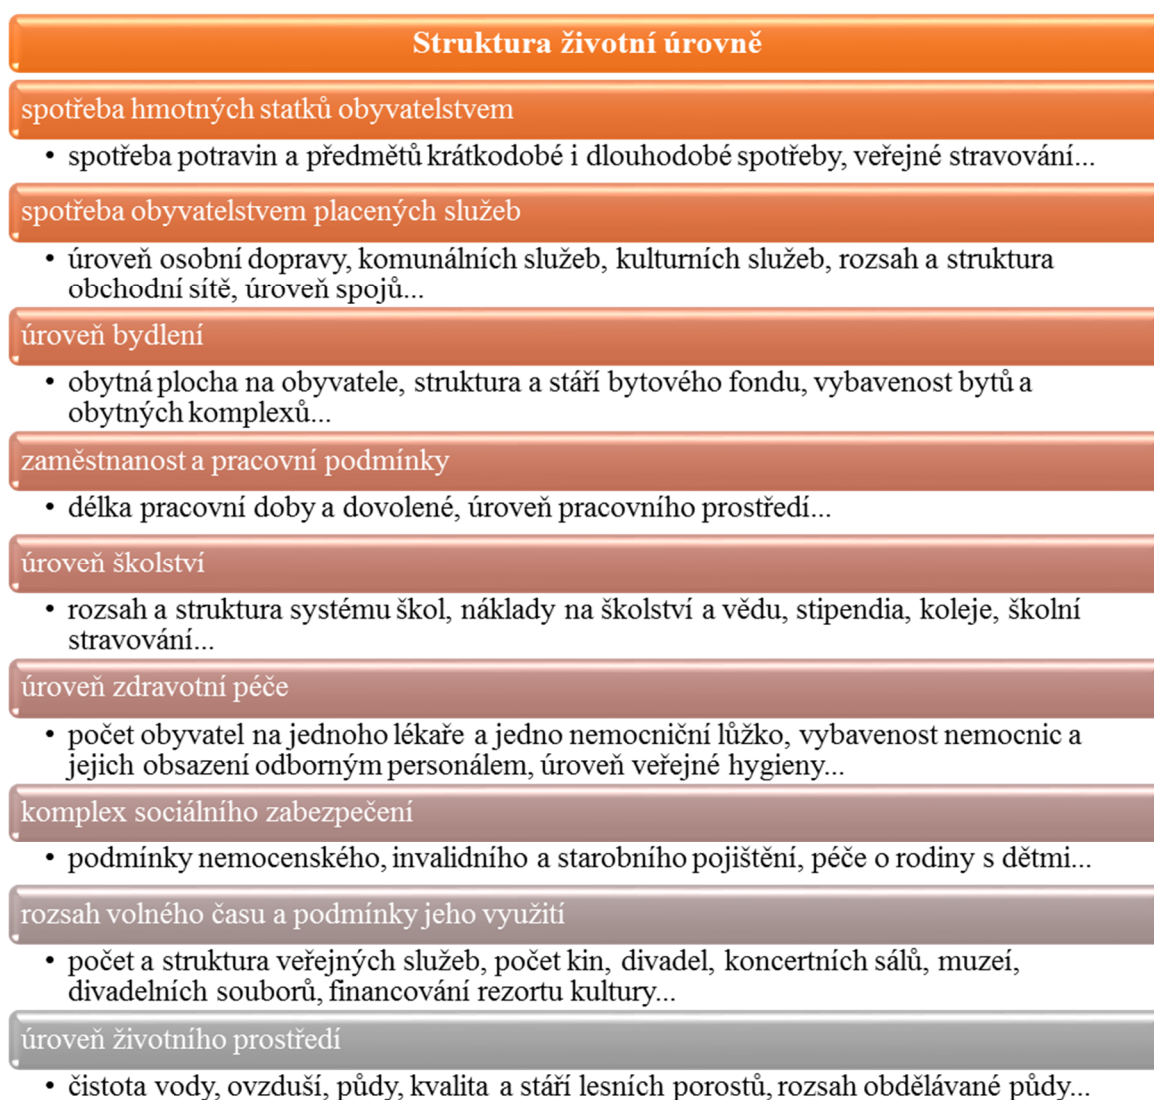 Struktura životní úrovně
spotřeba hmotných statků obyvatelstvem
• spotřeba potravin a předmětů krátkodobé i dlouhodobé spotřeby, veřejné stravování...
spotřeba obyvatelstvem placených služeb
• úroveň osobní dopravy, komunálních služeb, kulturních služeb, rozsah a struktura
obchodní sítě, úroveň spojů...
úroveň bydlení
• obytná plocha na obyvatele, struktura a stáří bytového fondu, vybavenost bytů a
obytných komplexů...
zaměstnanost a pracovní podmínky
• délka pracovní doby a dovolené, úroveň pracovního prostředí...
úroveň školství
• rozsah a struktura systému škol, náklady na školství a vědu, stipendia, koleje, školní
stravování...
úroveň zdravotní péče
• počet obyvatel na jednoho lékaře a jedno nemocniční lůžko, vybavenost nemocnic a
jejich obsazení odborným personálem, úroveň veřejné hygieny...
komplex sociálního zabezpečení
• podmínky nemocenského, invalidního a starobního pojištění, péče o rodiny s dětmi...
rozsah volného času a podmínky jeho využití
• počet a struktura veřejných služeb, počet kin, divadel, koncertních sálů, muzeí,
divadelních souborů, financování rezortu kultury...
úroveň životního prostředí
• čistota vody, ovzduší, půdy, kvalita a stáří lesních porostů, rozsah obdělávané půdy...